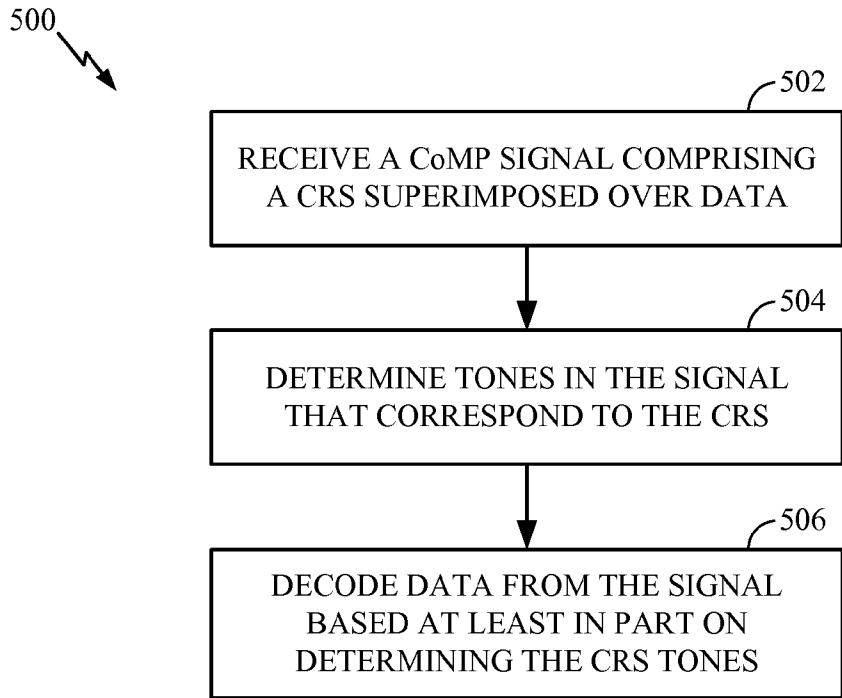 500
502
RECEIVE A CoMP SIGNAL COMPRISING
A CRS SUPERIMPOSED OVER DATA
504
DETERMINE TONES IN THE SIGNAL
THAT CORRESPOND TO THE CRS
506
DECODE DATA FROM THE SIGNAL
BASED AT LEAST IN PART ON
DETERMINING THE CRS TONES